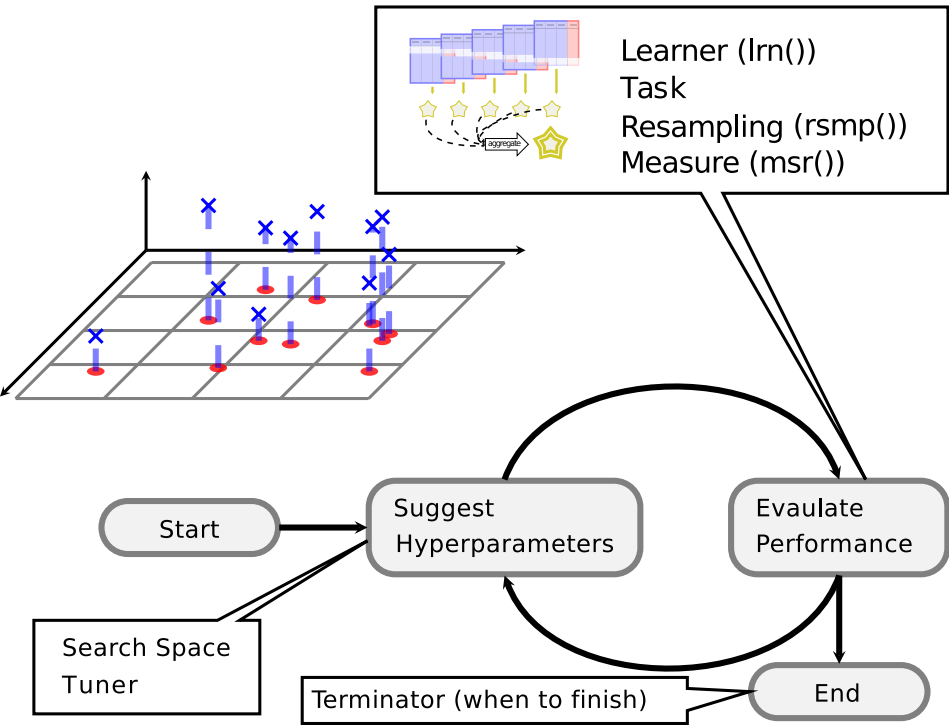 Learner (lrn())
Task
Resampling (rsmp())
Measure (msr())
aggregate
Suggest
Hyperparameters
Evaulate
Performance
Start
Search Space
Tuner
Terminator (when to finish)
End